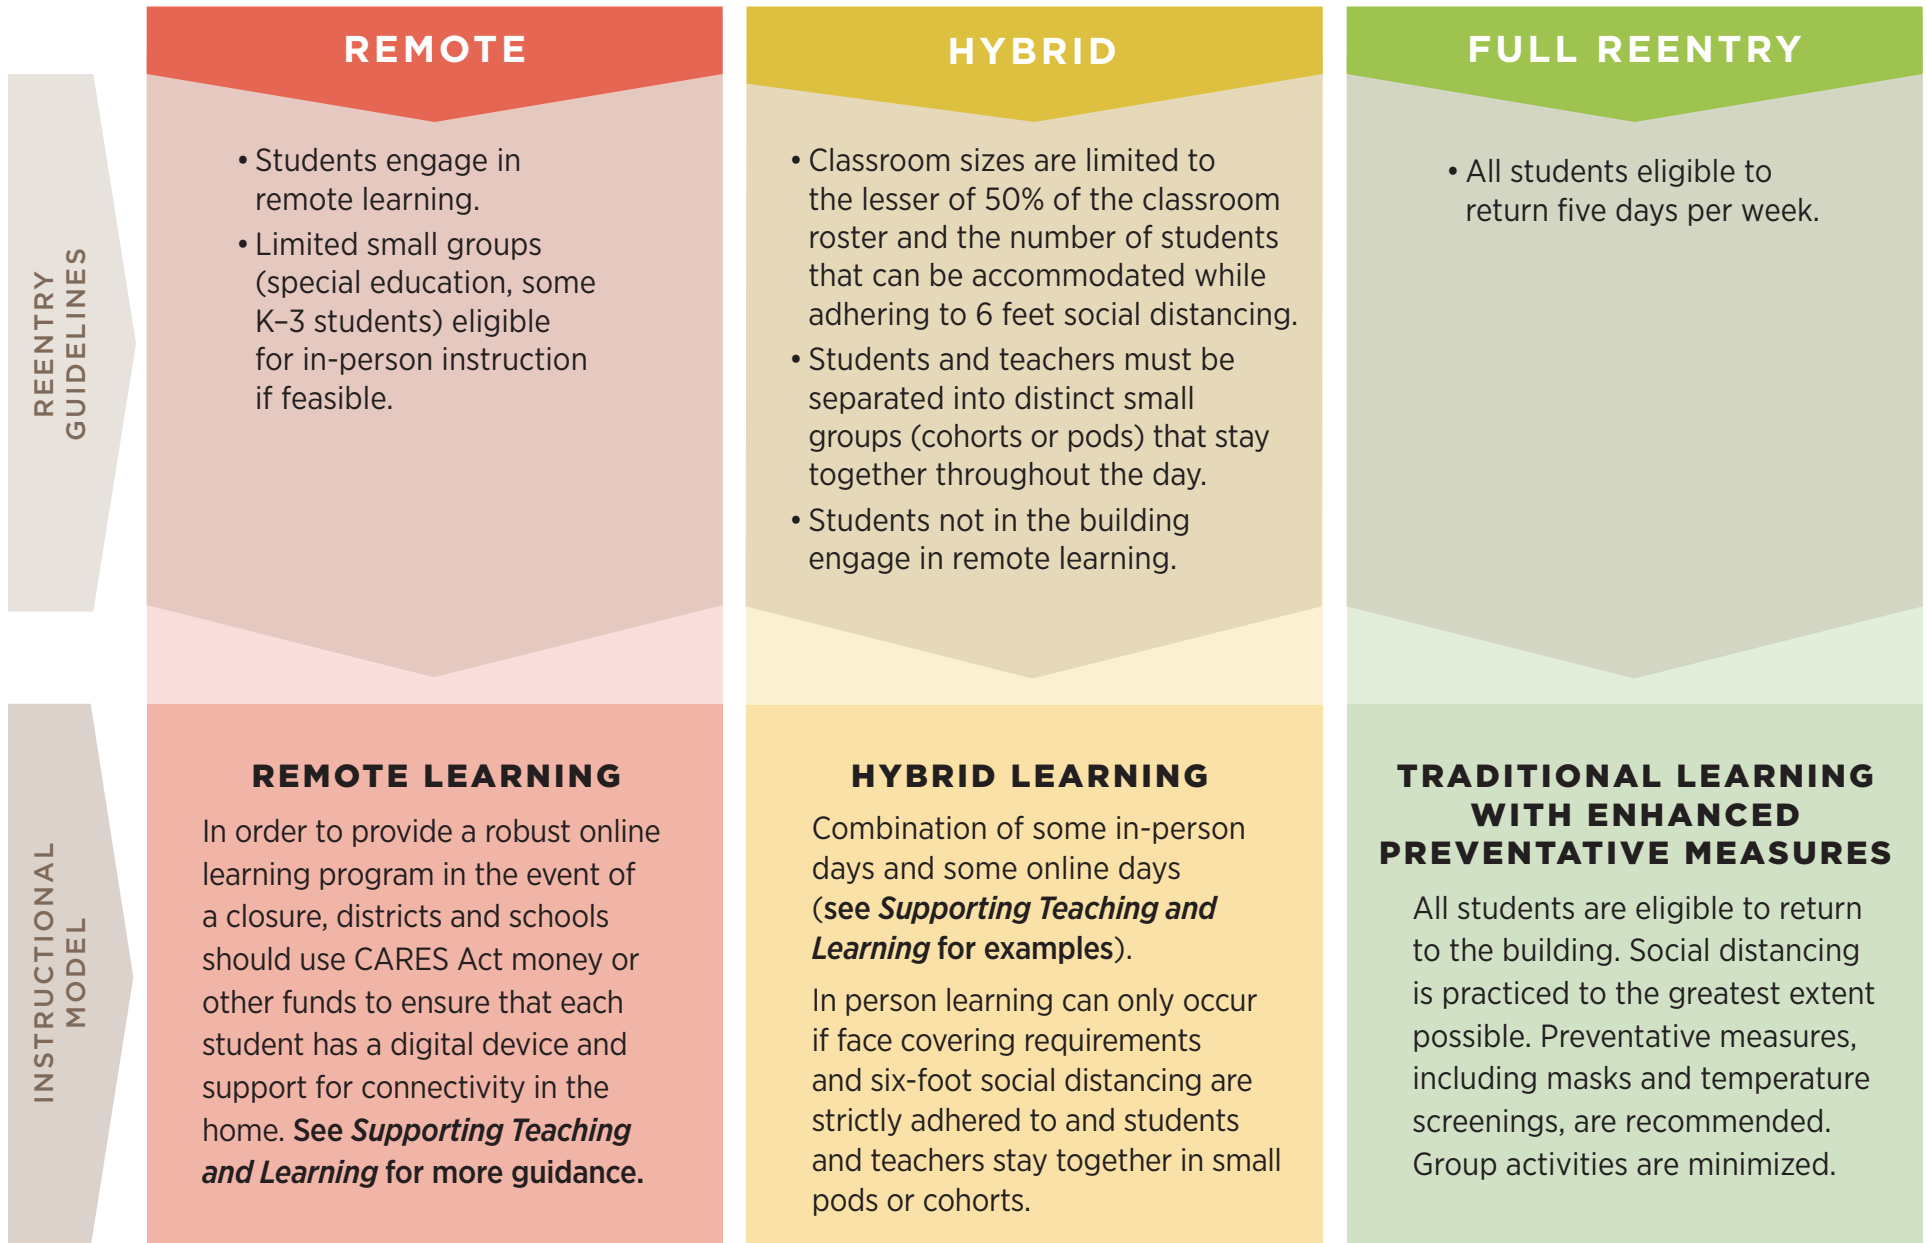 REMOTE
HYBRID
FULL REENTRY
REENTRY
GUIDELINES
• Students engage in
remote learning.
• Limited small groups
(special education, some
K–3 students) eligible
for in-person instruction
if feasible.
• Classroom sizes are limited to
the lesser of 50% of the classroom
roster and the number of students
that can be accommodated while
adhering to 6 feet social distancing.
• Students and teachers must be
separated into distinct small
groups (cohorts or pods) that stay
together throughout the day.
• Students not in the building
engage in remote learning.
• All students eligible to
return five days per week.
INSTRUCTIONAL
MODEL
REMOTE LEARNING
In order to provide a robust online
learning program in the event of
a closure, districts and schools
should use CARES Act money or
other funds to ensure that each
student has a digital device and
support for connectivity in the
home. See Supporting Teaching
and Learning for more guidance.
HYBRID LEARNING
Combination of some in-person
days and some online days
(see Supporting Teaching and
Learning for examples).
In person learning can only occur
if face covering requirements
and six-foot social distancing are
strictly adhered to and students
and teachers stay together in small
pods or cohorts.
TRADITIONAL LEARNING
WITH ENHANCED
PREVENTATIVE MEASURES
All students are eligible to return
to the building. Social distancing
is practiced to the greatest extent
possible. Preventative measures,
including masks and temperature
screenings, are recommended.
Group activities are minimized.